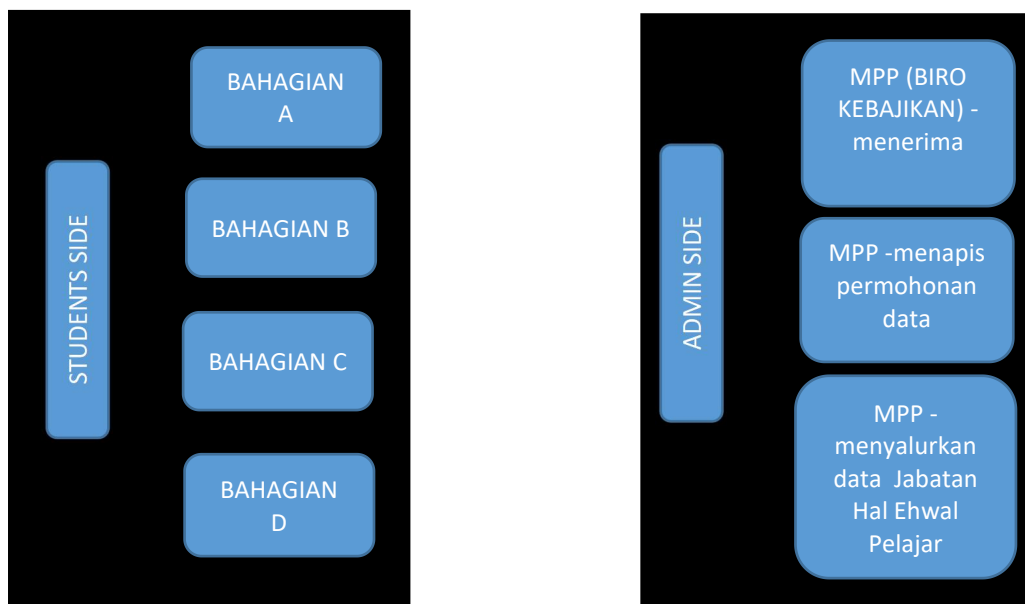 STUDENTS SIDE
BAHAGIAN
A
BAHAGIAN B
BAHAGIAN C
BAHAGIAN
D
ADMIN SIDE
MPP (BIRO
KEBAJIKAN) -
menerima
MPP -menapis
permohonan
data
MPP -
menyalurkan
data Jabatan
Hal Ehwal
Pelajar